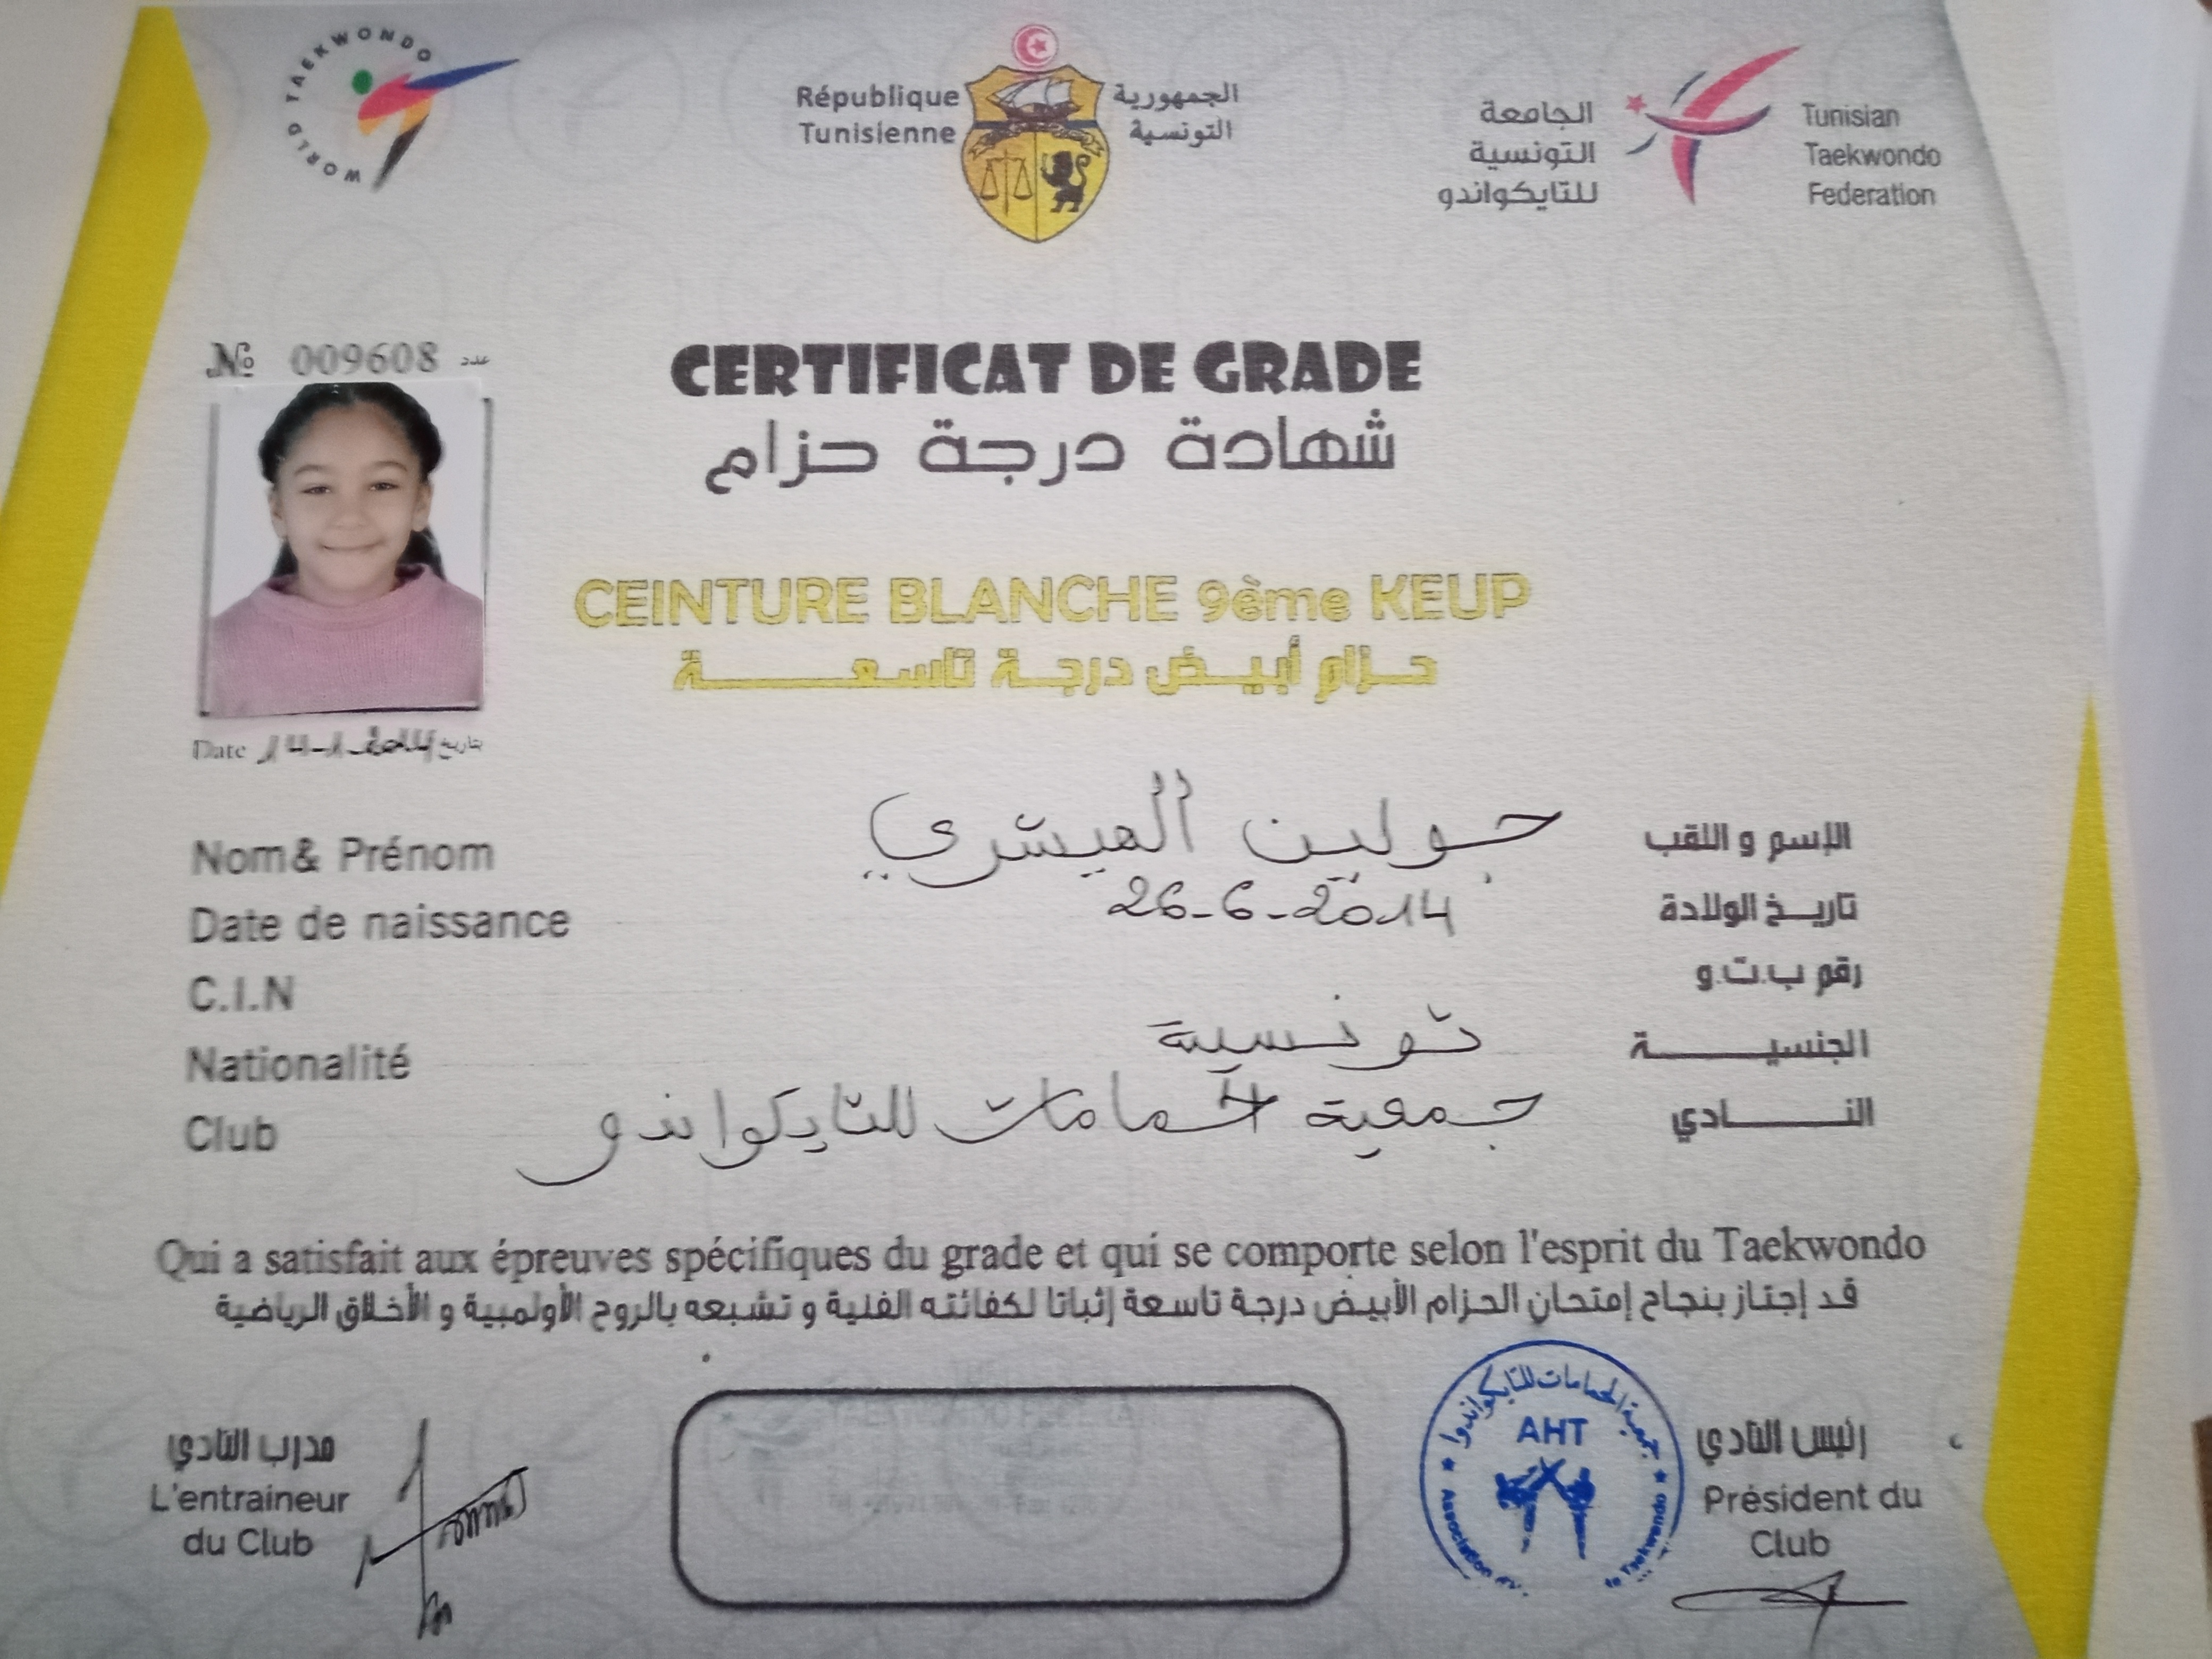 WORLD TAEKWONDO
République
Tunisienne
الجمهورية
التونسية
الجامعة
التونسية
للتايكواندو
Tunisian
Taekwondo
Federation
№ 009608 عدد
CERTIFICAT DE GRADE
شهادة درجة حزام
CEINTURE BLANCHE 9ème KEUP
حزام أبيض درجة تاسعة
Date بتاريخ
Nom& Prénom جولين الميشري الإسم و اللقب
Date de naissance 26-6-2014 تاريخ الولادة
C.I.N رقم ب.ت.و
Nationalité تونسية الجنسية
Club جمعية الحمامات للتايكواندو النادي
Qui a satisfait aux épreuves spécifiques du grade et qui se comporte selon l'esprit du Taekwondo
قد إجتاز بنجاح إمتحان الحزام الأبيض درجة تاسعة إثباتا لكفائته الفنية و تشبعه بالروح الأولمبية و الأخلاق الرياضية
مدرب النادي
L'entraineur
du Club
جمعية الحمامات للتايكواندوا
AHT
Association
de Taekwondo
رئيس النادي
Président du
Club